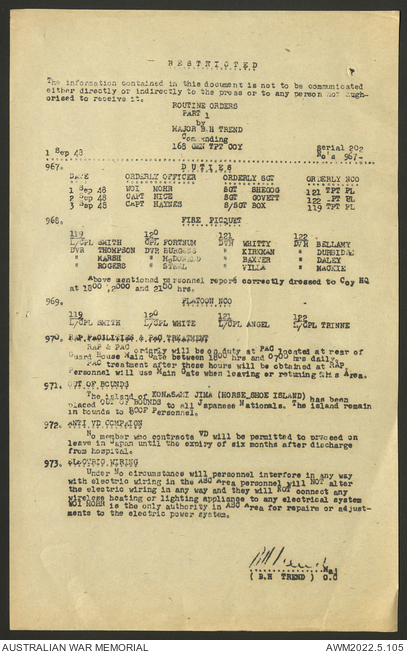 RESTRICTED
The information contained in this document is not to be communicated
either directly or indirectly to the press or to any person not auth-
orised to receive it.
ROUTINE ORDERS
PART 1
by
MAJOR B.H TREND
Commanding
168 GEN TPT COY
Serial 202
1 Sep 48 No's 967-
967. DUTIES
DATE ORDERLY OFFICER ORDERLY SGT ORDERLY NCO
1 Sep 48 WOI MOHR SGT SHEGOG 121 TPT PL
2 Sep 48 CAPT NICE SGT GOVETT 122 PL
3 Sep 48 CAPT HAYNES S/SGT BOX 119 TPT PL
968. FIRE PICQUET
119 120 121 122
L/CPL SMITH CPL FORTNUM DVR WHITTY DVR BELLAMY
DVR THOMPSON DVR BURGESS " KIRKMAN "
" MARSH " McDONALD " BAXTER " DALEY
" ROGERS " " " MACKIE
Above mentioned personnel report correctly dressed to Coy HQ
at 1800 ,2000 and 2100 hrs.
969. PLATOON NCO
119 120 121 122
L/CPL SMITH L/CPL WHITE L/CPL ANGEL L/CPL TRINNE
970. RAP FACILITIES & PAC TREATMENT
RAP & PAC
orderly will be on duty at PAC located at rear of
Guard House Main Gate between 1800 hrs and 0700 hrs daily.
PAC treatment after these hours will be obtained at RAP
Personnel will use Main Gate when leaving or returning Area.
971. OUT OF BOUNDS
The island of JIMA (HORSE SHOE ISLAND) has been
placed OUT OF BOUNDS to all Japanese Nationals. The island remain
in bounds to BCOF Personnel.
972. ANTI VD COMPAIGN
No member who contracts VD will be permitted to proceed on
leave in Japan until the expiry of six months after discharge
from hospital.
973. ELECTRIC WIRING
Under No circumstance will personnel interfere in any way
with electric wiring in the ABC Area personnel will NOT alter
the electric wiring in any way and they will NOT connect any
wireless heating or lighting appliance to any electrical system
WOI MOHR is the only authority in ABC Area for repairs or adjust-
ments to the electric power system.
Maj
( B.H TREND ) O.C
AUSTRALIAN WAR MEMORIAL AWM2022.5.105